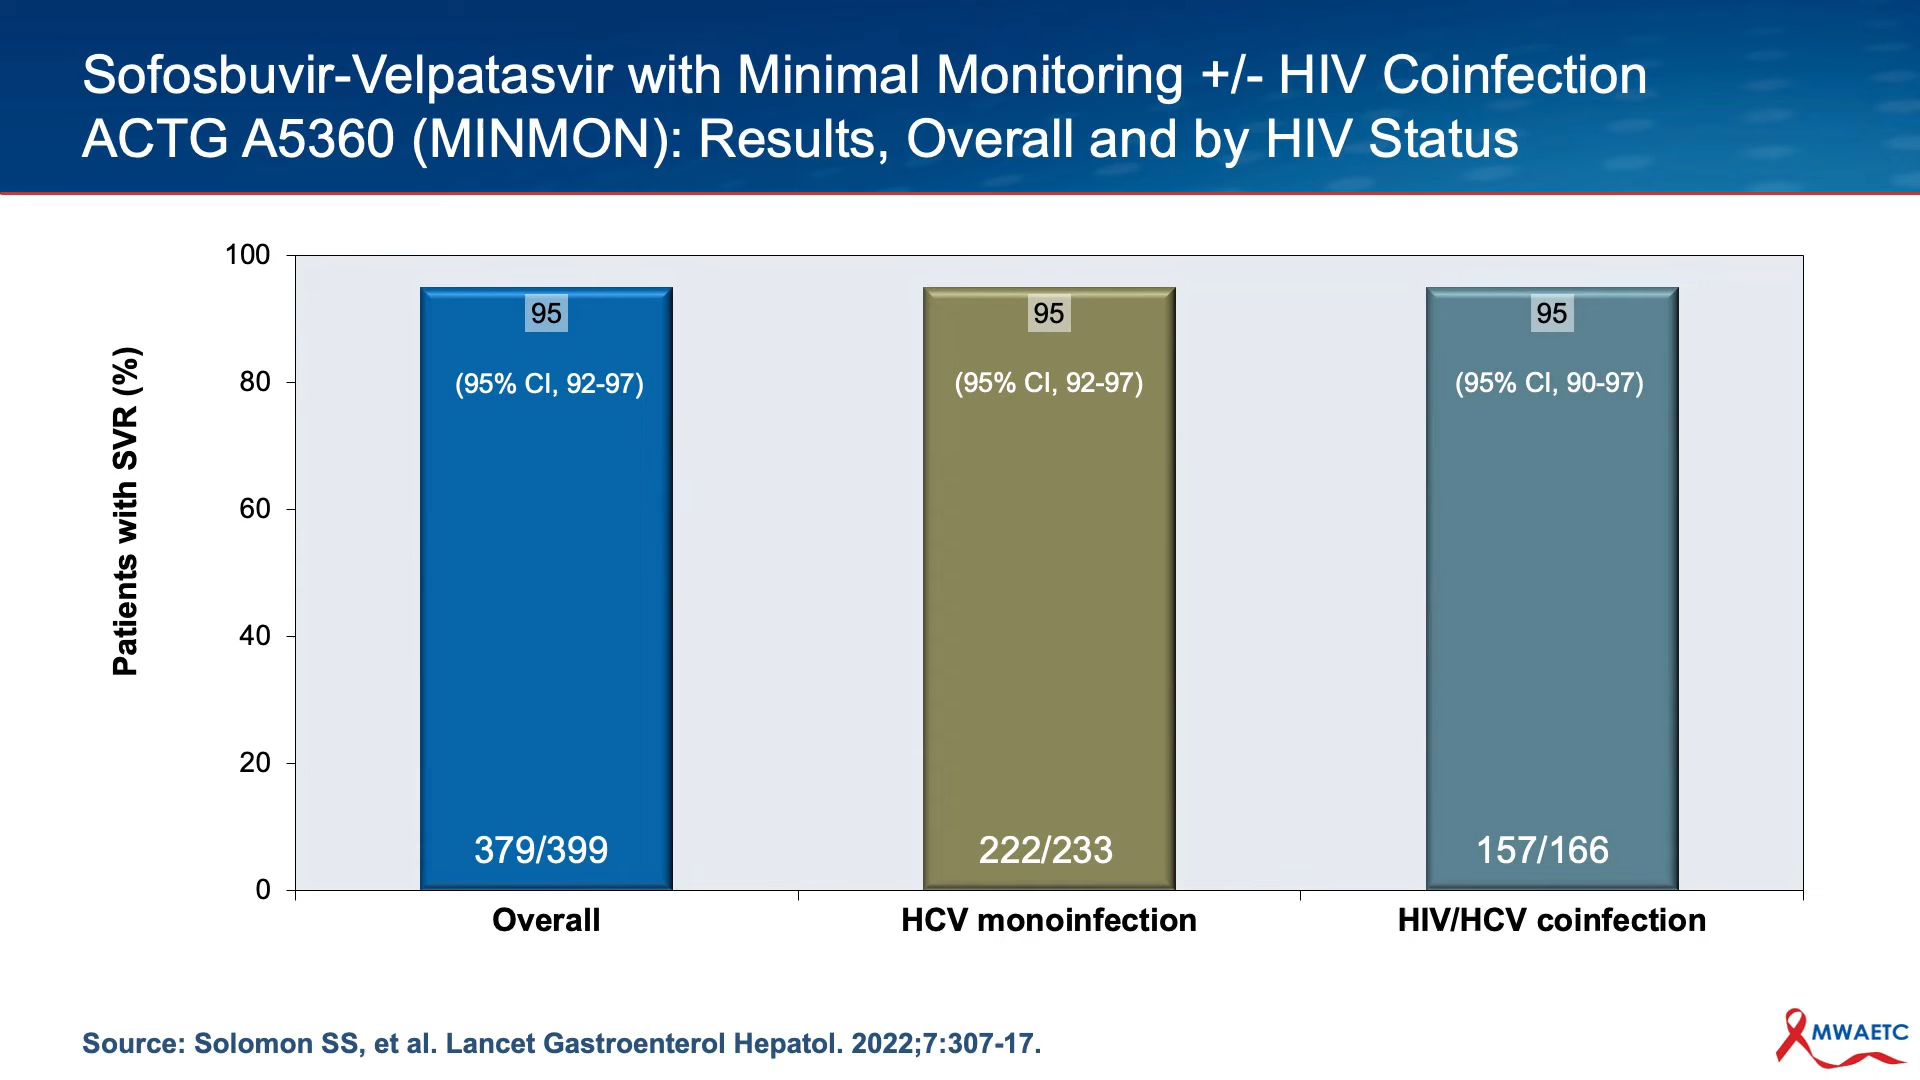 Sofosbuvir-Velpatasvir with Minimal Monitoring +/- HIV Coinfection
ACTG A5360 (MINMON): Results, Overall and by HIV Status
Patients with SVR (%)
100
80
60
40
20
0
95
(95% CI, 92-97)
379/399
95
(95% CI, 92-97)
222/233
95
(95% CI, 90-97)
157/166
Overall
HCV monoinfection
HIV/HCV coinfection
Source: Solomon SS, et al. Lancet Gastroenterol Hepatol. 2022;7:307-17.
MWAETC